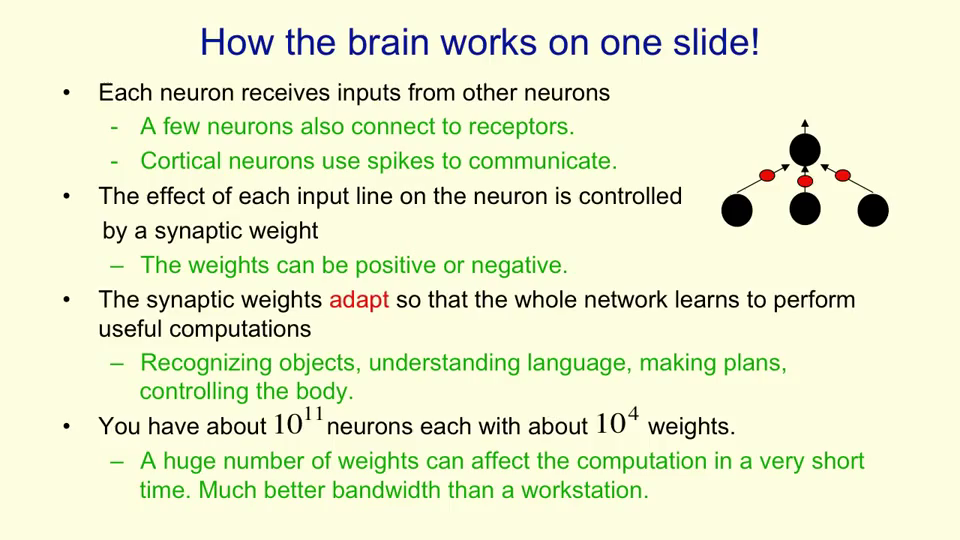 How the brain works on one slide!
• Each neuron receives inputs from other neurons
- A few neurons also connect to receptors.
- Cortical neurons use spikes to communicate.
• The effect of each input line on the neuron is controlled
by a synaptic weight
– The weights can be positive or negative.
• The synaptic weights adapt so that the whole network learns to perform
useful computations
– Recognizing objects, understanding language, making plans,
controlling the body.
• You have about 10¹¹ neurons each with about 10⁴ weights.
– A huge number of weights can affect the computation in a very short
time. Much better bandwidth than a workstation.